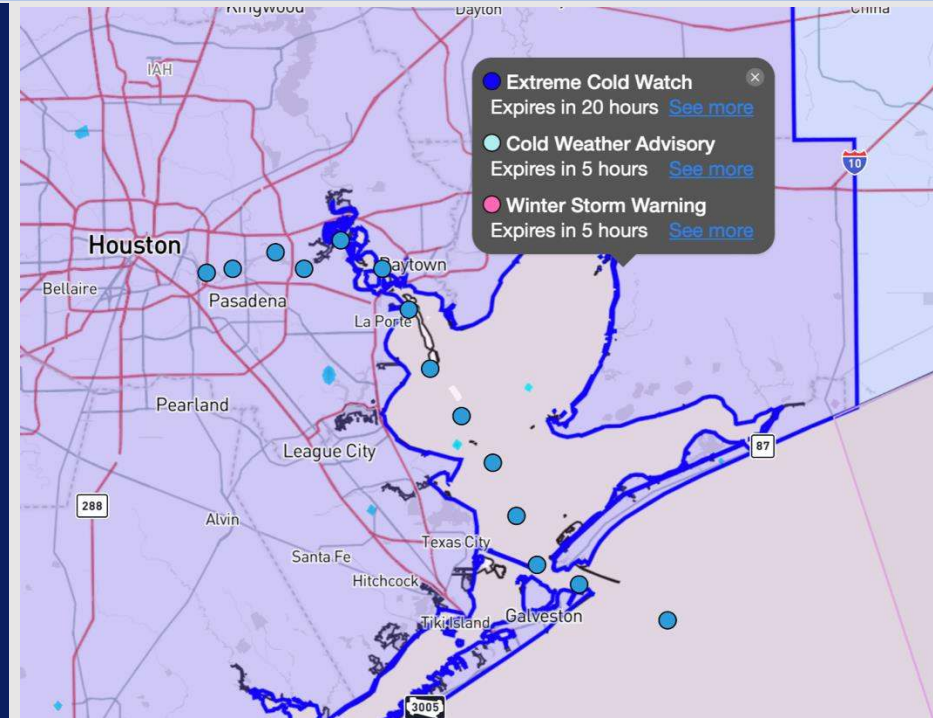 Kingwood
Dayton
China
IAH
Extreme Cold Watch
Expires in 20 hours See more
Cold Weather Advisory
Expires in 5 hours See more
Winter Storm Warning
Expires in 5 hours See more
10
Houston
Baytown
Bellaire
Pasadena
La Porte
Pearland
League City
87
288
Alvin
Texas City
Santa Fe
Hitchcock
Tiki Island
Galveston
3005